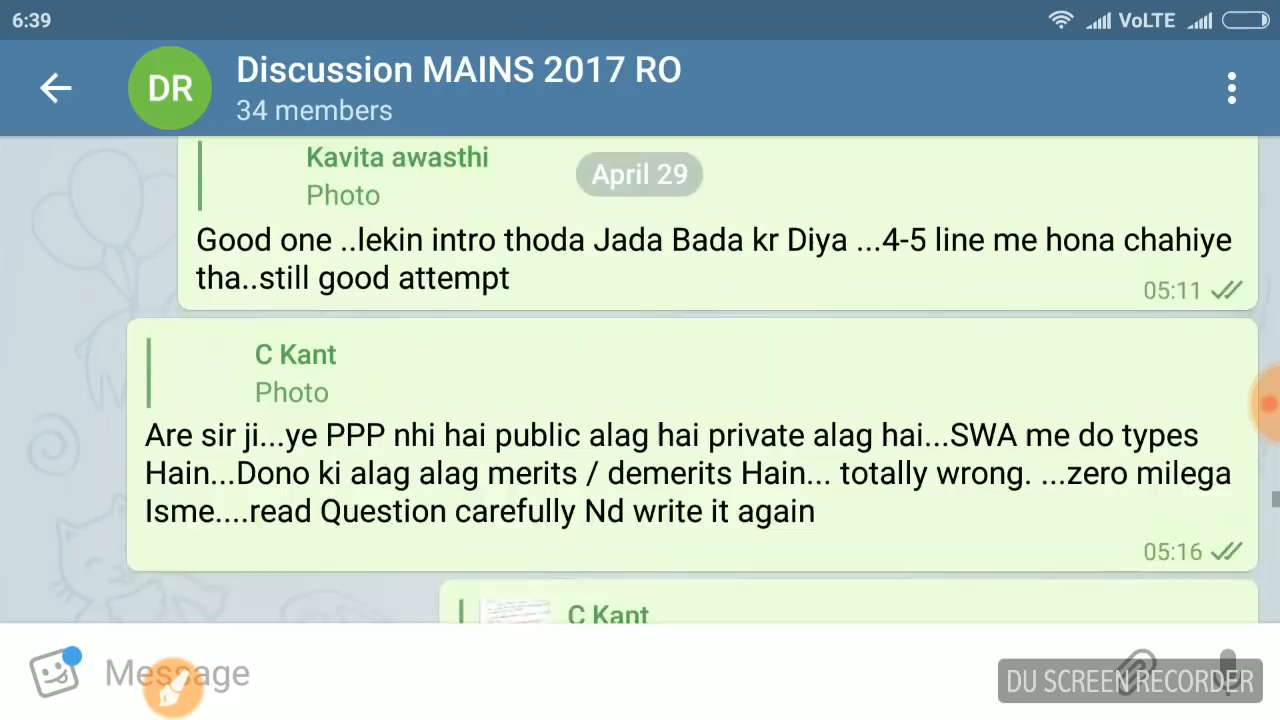 6:39
VoLTE
DR
Discussion MAINS 2017 RO
34 members
Kavita awasthi
Photo
April 29
Good one ..lekin intro thoda Jada Bada kr Diya ...4-5 line me hona chahiye
tha..still good attempt
05:11
C Kant
Photo
Are sir ji...ye PPP nhi hai public alag hai private alag hai...SWA me do types
Hain...Dono ki alag alag merits / demerits Hain... totally wrong. ...zero milega
Isme....read Question carefully Nd write it again
05:16
C Kant
Message
DU SCREEN RECORDER